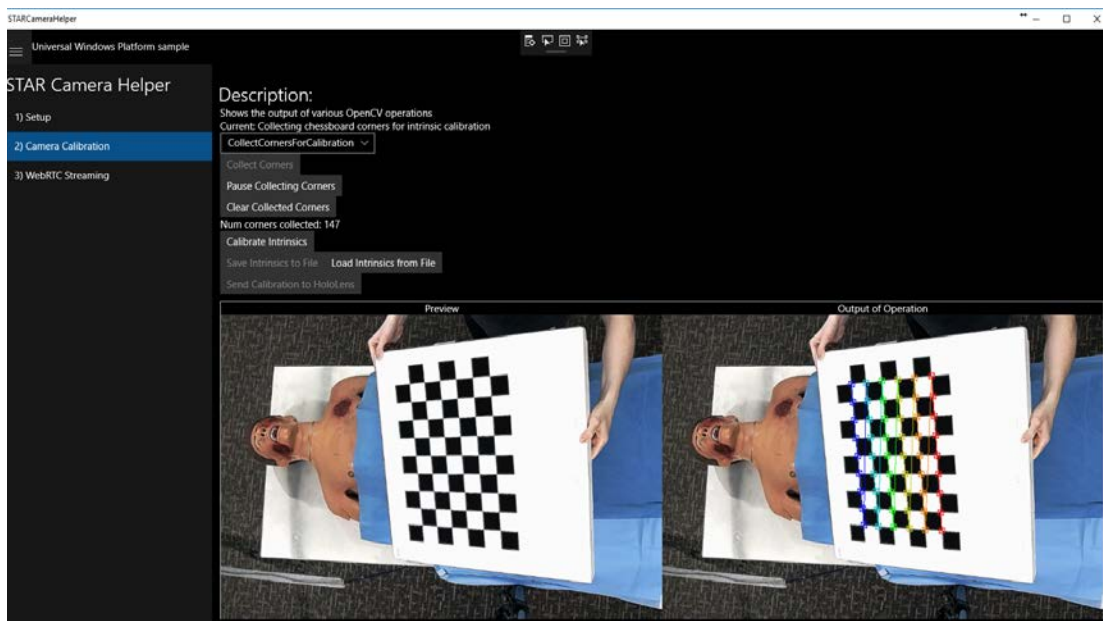 STARCameraHelper
Universal Windows Platform sample
STAR Camera Helper
1) Setup
2) Camera Calibration
3) WebRTC Streaming
Description:
Shows the output of various OpenCV operations
Current: Collecting chessboard corners for intrinsic calibration
CollectCornersForCalibration
Collect Corners
Pause Collecting Corners
Clear Collected Corners
Num corners collected: 147
Calibrate Intrinsics
Save Intrinsics to File Load Intrinsics from File
Send Calibration to HoloLens
Preview Output of Operation